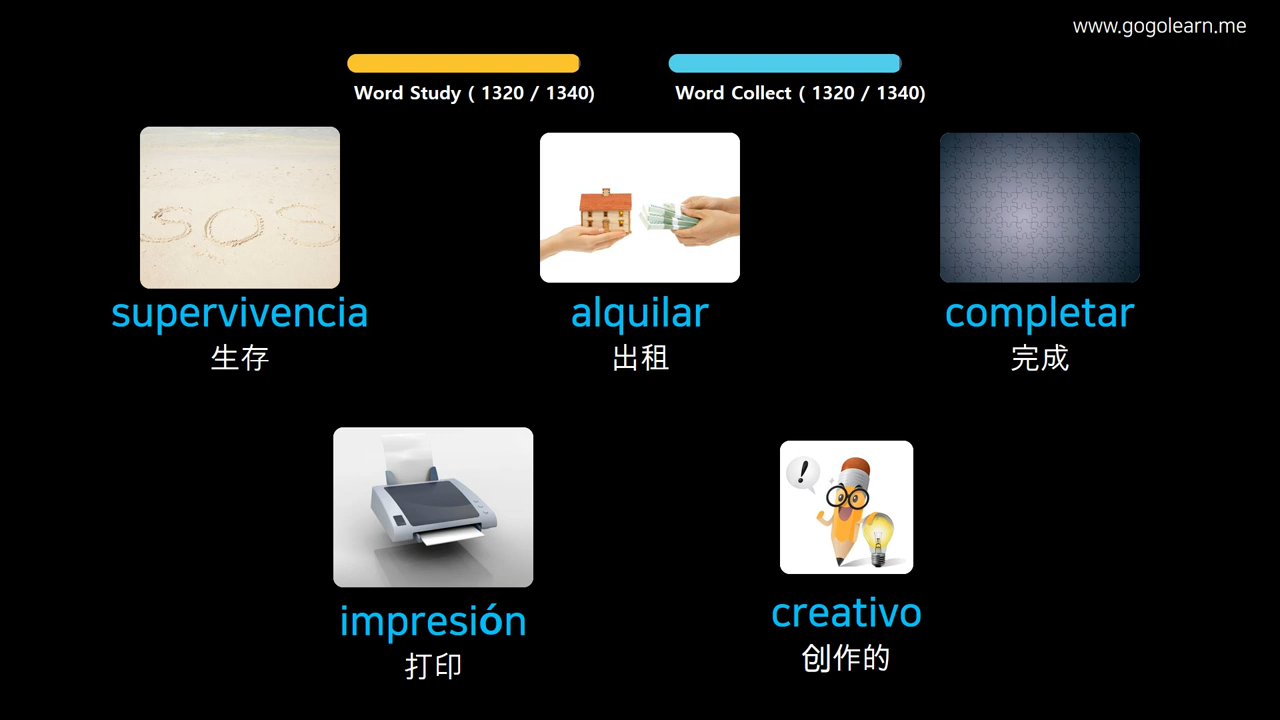 www.gogolearn.me
Word Study ( 1320 / 1340)
Word Collect ( 1320 / 1340)
SOS
supervivencia
生存
alquilar
出租
completar
完成
!
impresión
打印
creativo
创作的